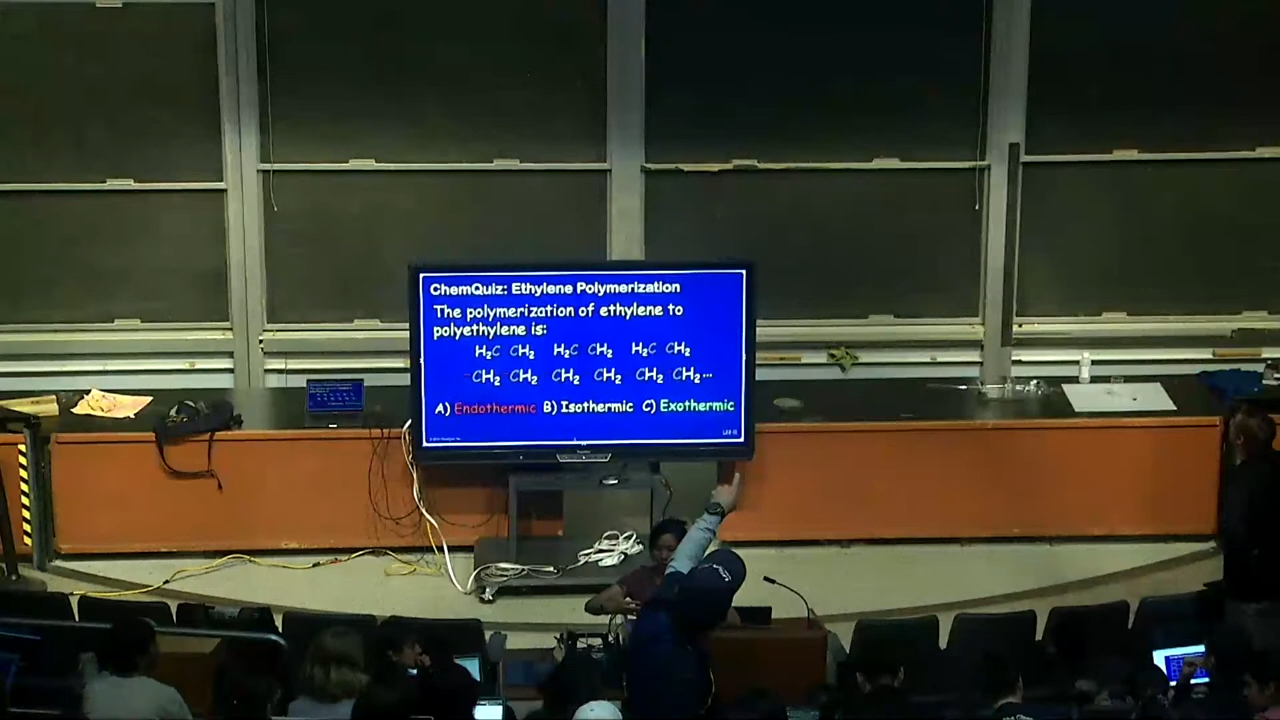 ChemQuiz: Ethylene Polymerization
The polymerization of ethylene to
polyethylene is:
H₂C CH₂ H₂C CH₂ H₂C CH₂
-CH₂ CH₂ CH₂ CH₂ CH₂ CH₂...
A) Endothermic B) Isothermic C) Exothermic